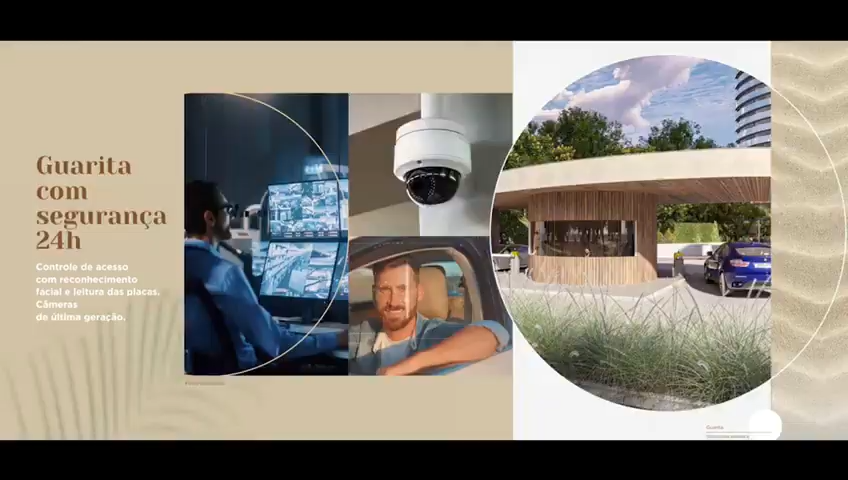 Guarita
com
segurança
24h
Controle de acesso
com reconhecimento
facial e leitura das placas.
Câmeras
de última geração.
Guarita